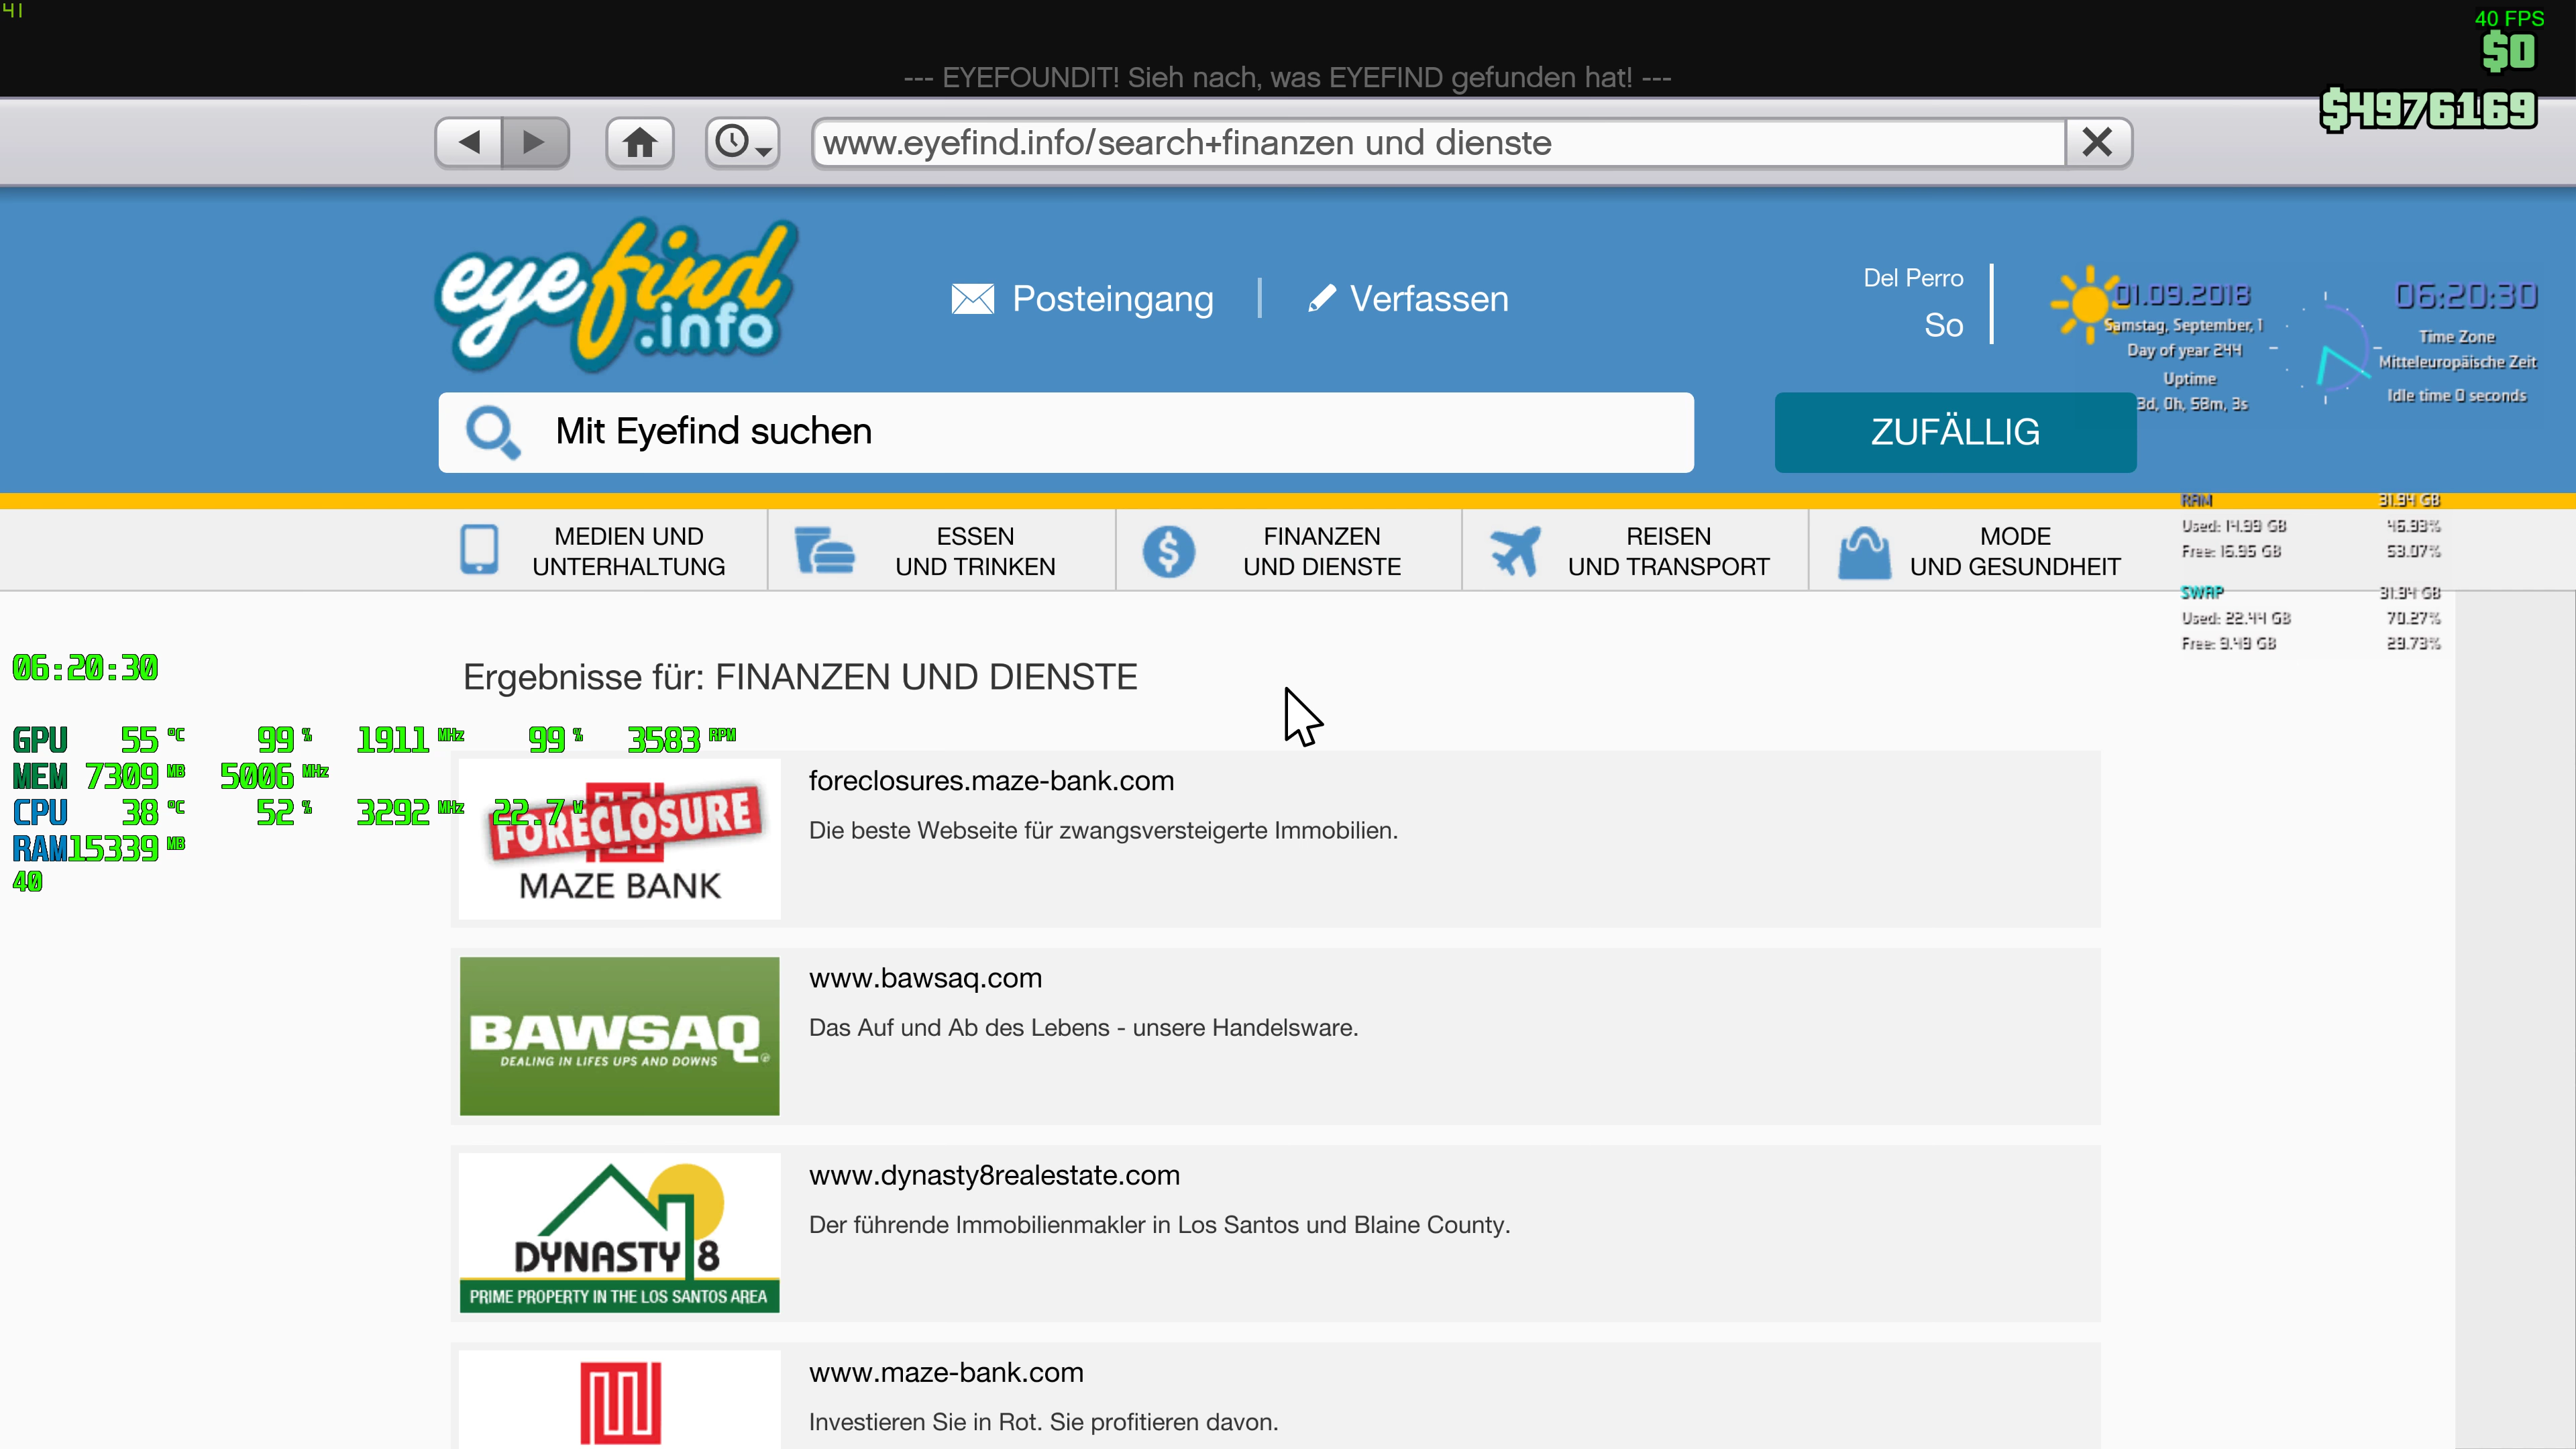 41
40 FPS
$0
--- EYEFOUNDIT! Sieh nach, was EYEFIND gefunden hat! ---
$4976169
www.eyefind.info/search+finanzen und dienste
eyefind.info
Posteingang
Verfassen
Del Perro
So
01.09.2018
Samstag, September, 1
Day of year 244
Uptime
3d, 0h, 58m, 3s
06:20:30
Time Zone
Mitteleuropäische Zeit
Idle time 0 seconds
Mit Eyefind suchen
ZUFÄLLIG
MEDIEN UND
UNTERHALTUNG
ESSEN
UND TRINKEN
FINANZEN
UND DIENSTE
REISEN
UND TRANSPORT
MODE
UND GESUNDHEIT
RAM 31.94 GB
Used: 14.99 GB 46.93%
Free: 16.95 GB 53.07%
SWAP 31.94 GB
Used: 22.44 GB 70.27%
Free: 9.49 GB 29.73%
06:20:30
Ergebnisse für: FINANZEN UND DIENSTE
GPU 55 °C 99 % 1911 MHz 99 % 3583 RPM
MEM 7309 MB 5006 MHz
CPU 38 °C 52 % 3292 MHz 22.7 W
RAM 15339 MB
40
FORECLOSURE
MAZE BANK
foreclosures.maze-bank.com
Die beste Webseite für zwangsversteigerte Immobilien.
BAWSAQ
DEALING IN LIFES UPS AND DOWNS
www.bawsaq.com
Das Auf und Ab des Lebens - unsere Handelsware.
DYNASTY 8
PRIME PROPERTY IN THE LOS SANTOS AREA
www.dynasty8realestate.com
Der führende Immobilienmakler in Los Santos und Blaine County.
www.maze-bank.com
Investieren Sie in Rot. Sie profitieren davon.